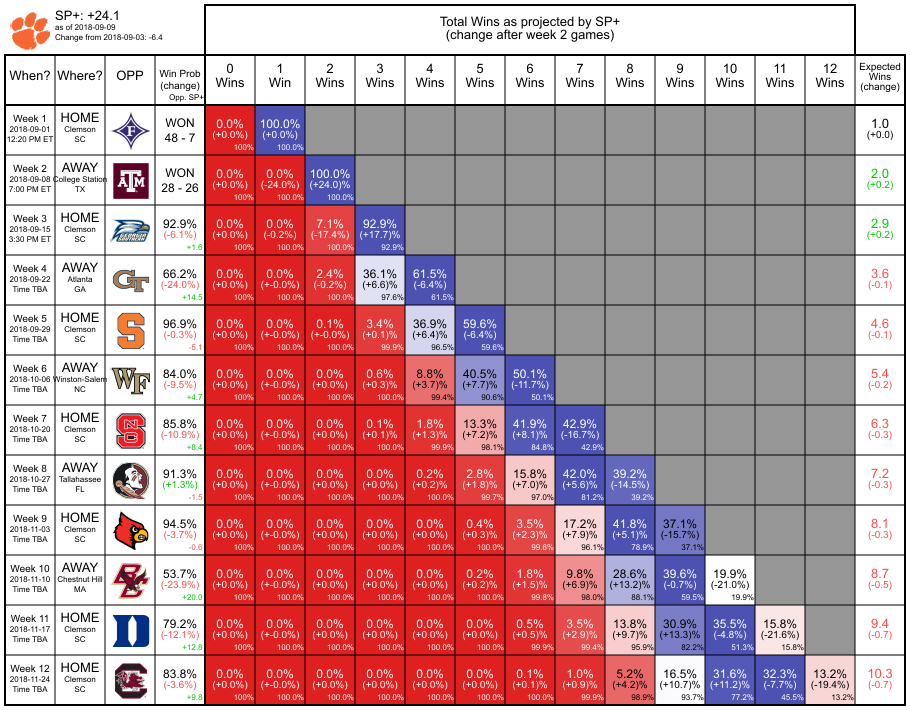 SP+: +24.1
as of 2018-09-09
Change from 2018-09-03: -6.4
Total Wins as projected by SP+
(change after week 2 games)
When? Where? OPP Win Prob (change) Opp. SP+ 0 Wins 1 Win 2 Wins 3 Wins 4 Wins 5 Wins 6 Wins 7 Wins 8 Wins 9 Wins 10 Wins 11 Wins 12 Wins Expected Wins (change)
Week 1 HOME WON 0.0% 100.0% 1.0
2018-09-01 Clemson 48 - 7 (+0.0%) (+0.0%) (+0.0)
12:20 PM ET SC 100% 100.0%
Week 2 AWAY WON 0.0% 0.0% 100.0% 2.0
2018-09-08 College Station 28 - 26 (+0.0%) (-24.0%) (+24.0)% (+0.2)
7:00 PM ET TX ATM 100% 100.0% 100.0%
Week 3 HOME 92.9% 0.0% 0.0% 7.1% 92.9% 2.9
2018-09-15 Clemson (-6.1%) (+0.0%) (-0.2%) (-17.4%) (+17.7)% (+0.2)
3:30 PM ET SC +1.6 100% 100.0% 100.0% 92.9%
Week 4 AWAY 66.2% 0.0% 0.0% 2.4% 36.1% 61.5% 3.6
2018-09-22 Atlanta GT (-24.0%) (+0.0%) (+-0.0%) (-0.2%) (+6.6)% (-6.4%) (-0.1)
Time TBA GA +14.5 100% 100.0% 100.0% 97.6% 61.5%
Week 5 HOME 96.9% 0.0% 0.0% 0.1% 3.4% 36.9% 59.6% 4.6
2018-09-29 Clemson S (-0.3%) (+0.0%) (+-0.0%) (+-0.0%) (+0.1)% (+6.4)% (-6.4%) (-0.1)
Time TBA SC -5.1 100% 100.0% 100.0% 99.9% 96.5% 59.6%
Week 6 AWAY 84.0% 0.0% 0.0% 0.0% 0.6% 8.8% 40.5% 50.1% 5.4
2018-10-06 Winston-Salem WF (-9.5%) (+0.0%) (+-0.0%) (+-0.0%) (+0.3)% (+3.7)% (+7.7)% (-11.7%) (-0.2)
Time TBA NC +4.7 100% 100.0% 100.0% 100.0% 99.4% 90.6% 50.1%
Week 7 HOME 85.8% 0.0% 0.0% 0.0% 0.1% 1.8% 13.3% 41.9% 42.9% 6.3
2018-10-20 Clemson S (-10.9%) (+0.0%) (+-0.0%) (+-0.0%) (+0.1)% (+1.3)% (+7.2)% (+8.1)% (-16.7%) (-0.3)
Time TBA SC +8.4 100% 100.0% 100.0% 100.0% 99.9% 98.1% 84.8% 42.9%
Week 8 AWAY 91.3% 0.0% 0.0% 0.0% 0.0% 0.2% 2.8% 15.8% 42.0% 39.2% 7.2
2018-10-27 Tallahassee (+1.3%) (+0.0%) (+-0.0%) (+-0.0%) (+0.0)% (+0.2)% (+1.8)% (+7.0)% (+5.6)% (-14.5%) (-0.3)
Time TBA FL -1.5 100% 100.0% 100.0% 100.0% 100.0% 99.7% 97.0% 81.2% 39.2%
Week 9 HOME 94.5% 0.0% 0.0% 0.0% 0.0% 0.0% 0.4% 3.5% 17.2% 41.8% 37.1% 8.1
2018-11-03 Clemson (-3.7%) (+0.0%) (+-0.0%) (+-0.0%) (+0.0)% (+0.0)% (+0.3)% (+2.3)% (+7.9)% (+5.1)% (-15.7%) (-0.3)
Time TBA SC -0.6 100% 100.0% 100.0% 100.0% 100.0% 100.0% 99.6% 96.1% 78.9% 37.1%
Week 10 AWAY 53.7% 0.0% 0.0% 0.0% 0.0% 0.0% 0.2% 1.8% 9.8% 28.6% 39.6% 19.9% 8.7
2018-11-10 Chestnut Hill BC (-23.9%) (+0.0%) (+-0.0%) (+-0.0%) (+0.0)% (+0.0)% (+0.2)% (+1.5)% (+6.9)% (+13.2)% (-0.7%) (-21.0%) (-0.5)
Time TBA MA +20.0 100% 100.0% 100.0% 100.0% 100.0% 100.0% 99.8% 98.0% 88.1% 59.5% 19.9%
Week 11 HOME 79.2% 0.0% 0.0% 0.0% 0.0% 0.0% 0.0% 0.5% 3.5% 13.8% 30.9% 35.5% 15.8% 9.4
2018-11-17 Clemson D (-12.1%) (+0.0%) (+-0.0%) (+-0.0%) (+0.0)% (+0.0)% (+0.0)% (+0.5)% (+2.9)% (+9.7)% (+13.3)% (-4.8%) (-21.6%) (-0.7)
Time TBA SC +12.8 100% 100.0% 100.0% 100.0% 100.0% 100.0% 99.9% 99.4% 95.9% 82.2% 51.3% 15.8%
Week 12 HOME 83.8% 0.0% 0.0% 0.0% 0.0% 0.0% 0.0% 0.1% 1.0% 5.2% 16.5% 31.6% 32.3% 13.2% 10.3
2018-11-24 Clemson (-3.6%) (+0.0%) (+-0.0%) (+-0.0%) (+0.0)% (+0.0)% (+0.0)% (+0.1)% (+0.9)% (+4.2)% (+10.7)% (+11.2)% (-7.7%) (-19.4%) (-0.7)
Time TBA SC +9.8 100% 100.0% 100.0% 100.0% 100.0% 100.0% 100.0% 99.8% 98.9% 93.7% 77.2% 45.5% 13.2%